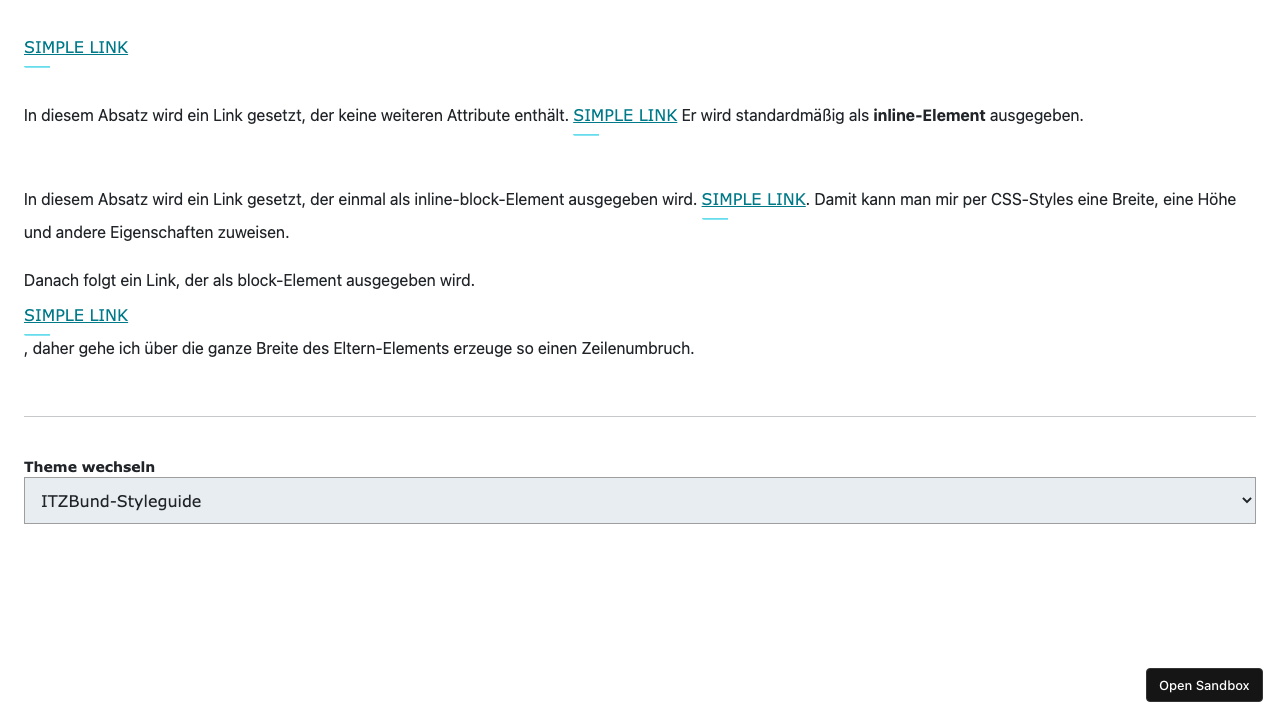 SIMPLE LINK
In diesem Absatz wird ein Link gesetzt, der keine weiteren Attribute enthält. SIMPLE LINK Er wird standardmäßig als inline-Element ausgegeben.
In diesem Absatz wird ein Link gesetzt, der einmal als inline-block-Element ausgegeben wird. SIMPLE LINK. Damit kann man mir per CSS-Styles eine Breite, eine Höhe
und andere Eigenschaften zuweisen.
Danach folgt ein Link, der als block-Element ausgegeben wird.
SIMPLE LINK
, daher gehe ich über die ganze Breite des Eltern-Elements erzeuge so einen Zeilenumbruch.
Theme wechseln
ITZBund-Styleguide
Open Sandbox